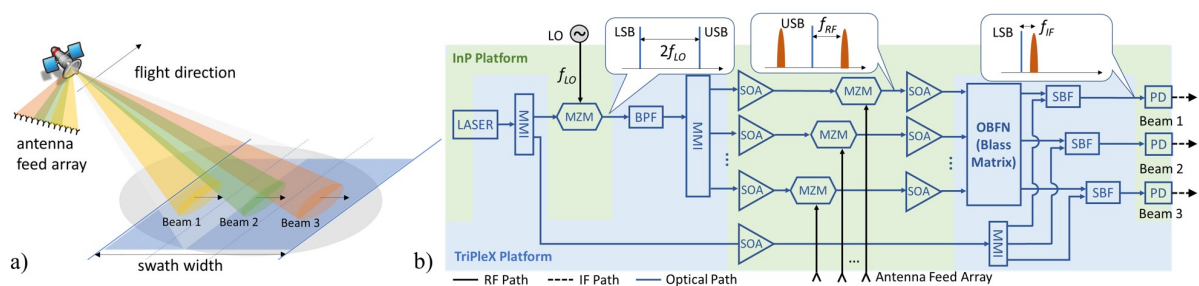 flight direction
antenna
feed array
Beam 1
Beam 2
Beam 3
swath width
a)
b)
InP Platform
LO
f_LO
LSB
USB
2f_LO
USB
f_RF
LSB
f_IF
LASER
MMI
MZM
BPF
MMI
SOA
MZM
SOA
SOA
MZM
SOA
...
...
SOA
MZM
SOA
SOA
OBFN
(Blass
Matrix)
SBF
SBF
SBF
MMI
PD
Beam 1
PD
Beam 2
PD
Beam 3
TriPleX Platform
...
Antenna Feed Array
RF Path
IF Path
Optical Path